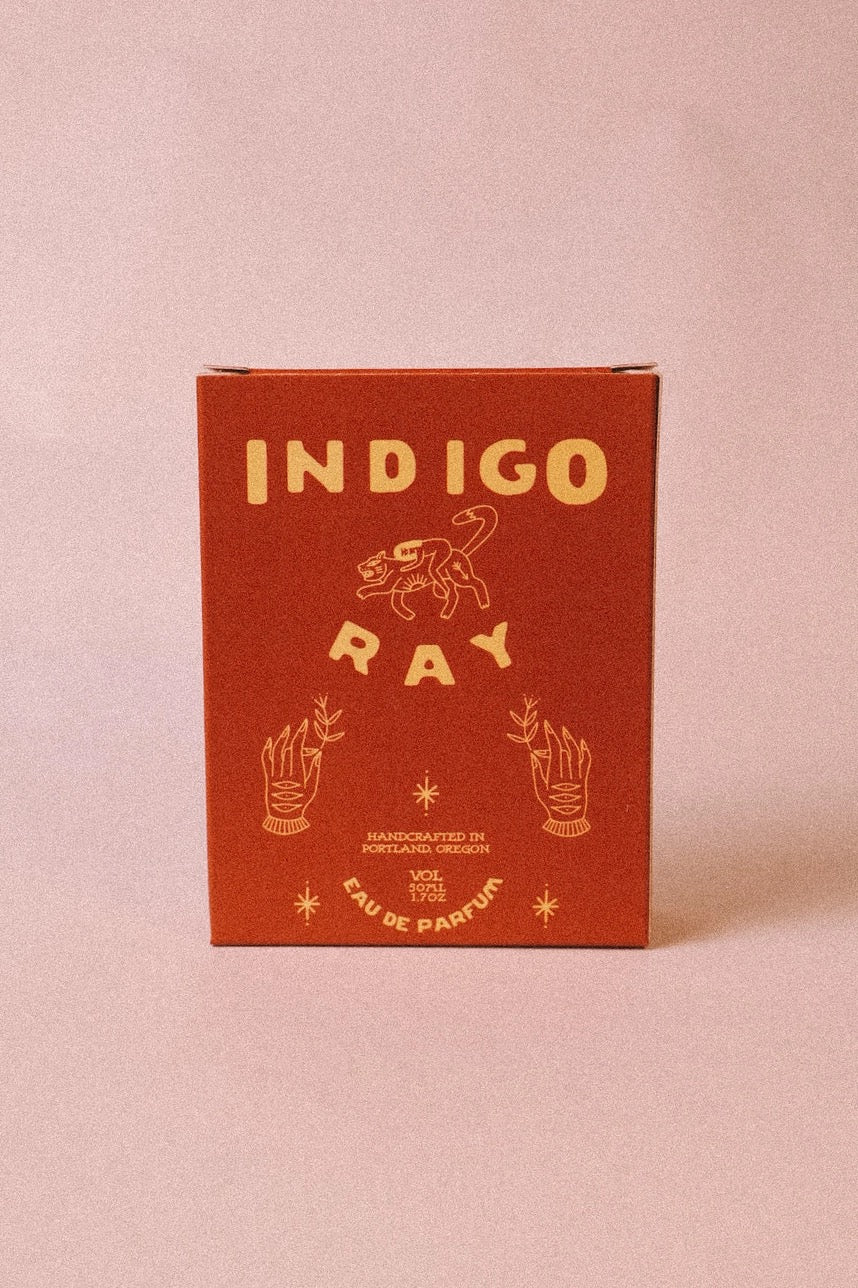 INDIGO
RAY
HANDCRAFTED IN
PORTLAND, OREGON
VOL
50ML
1.7OZ
EAU DE PARFUM